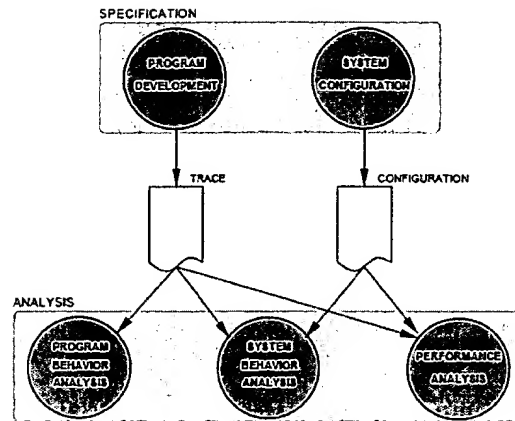 SPECIFICATION
PROGRAM
DEVELOPMENT
SYSTEM
CONFIGURATION
TRACE
CONFIGURATION
ANALYSIS
PROGRAM
BEHAVIOR
ANALYSIS
SYSTEM
BEHAVIOR
ANALYSIS
PERFORMANCE
ANALYSIS